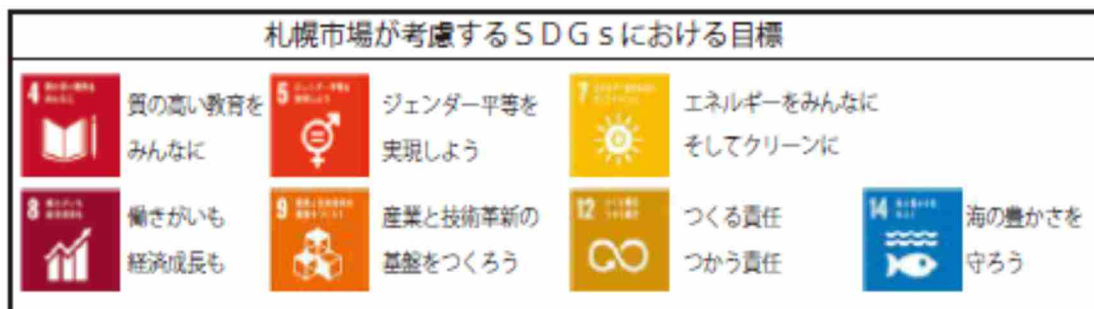 札幌市場が考慮するSDGsにおける目標
4
質の高い教育を
みんなに
5
ジェンダー平等を
実現しよう
7
エネルギーをみんなに
そしてクリーンに
8
働きがいも
経済成長も
9
産業と技術革新の
基盤をつくろう
12
つくる責任
つかう責任
14
海の豊かさを
守ろう